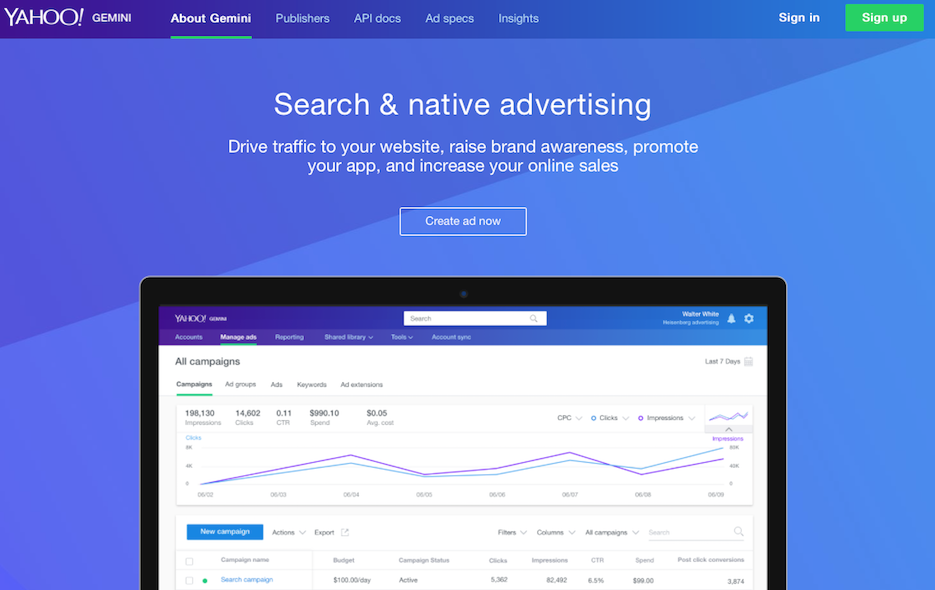 YAHOO! GEMINI About Gemini Publishers API docs Ad specs Insights Sign in Sign up
Search & native advertising
Drive traffic to your website, raise brand awareness, promote
your app, and increase your online sales
Create ad now
YAHOO! GEMINI Search Walter White
Heisenberg advertising
Accounts Manage ads Reporting Shared library Tools Account sync
All campaigns Last 7 Days
Campaigns Ad groups Ads Keywords Ad extensions
198,130 14,602 0.11 $990.10 $0.05
Impressions Clicks CTR Spend Avg. cost
CPC Clicks Impressions
Clicks Impressions
8K 80K
4K 40K
0 0
06/02 06/03 06/04 06/05 06/06 06/07 06/08 06/09
New campaign Actions Export Filters Columns All campaigns Search
Campaign name Budget Campaign Status Clicks Impressions CTR Spend Post click conversions
Search campaign $100.00/day Active 5,362 82,492 6.5% $99.00 3,874